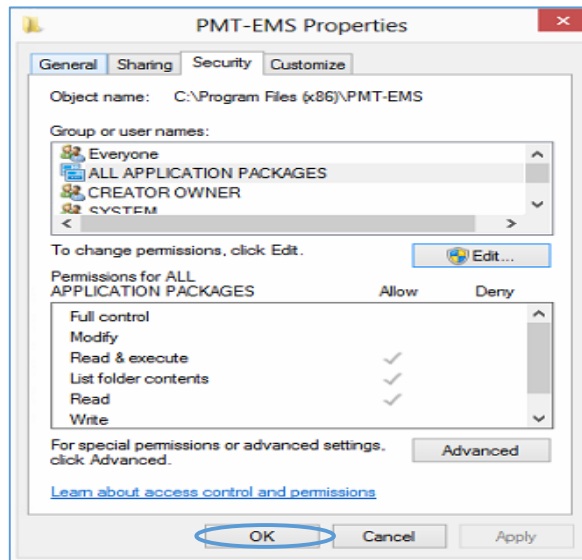 PMT-EMS Properties
General Sharing Security Customize
Object name: C:\Program Files (x86)\PMT-EMS
Group or user names:
Everyone
ALL APPLICATION PACKAGES
CREATOR OWNER
SYSTEM
To change permissions, click Edit.
Edit...
Permissions for ALL
APPLICATION PACKAGES Allow Deny
Full control
Modify
Read & execute
List folder contents
Read
Write
For special permissions or advanced settings,
click Advanced.
Advanced
Learn about access control and permissions
OK Cancel Apply